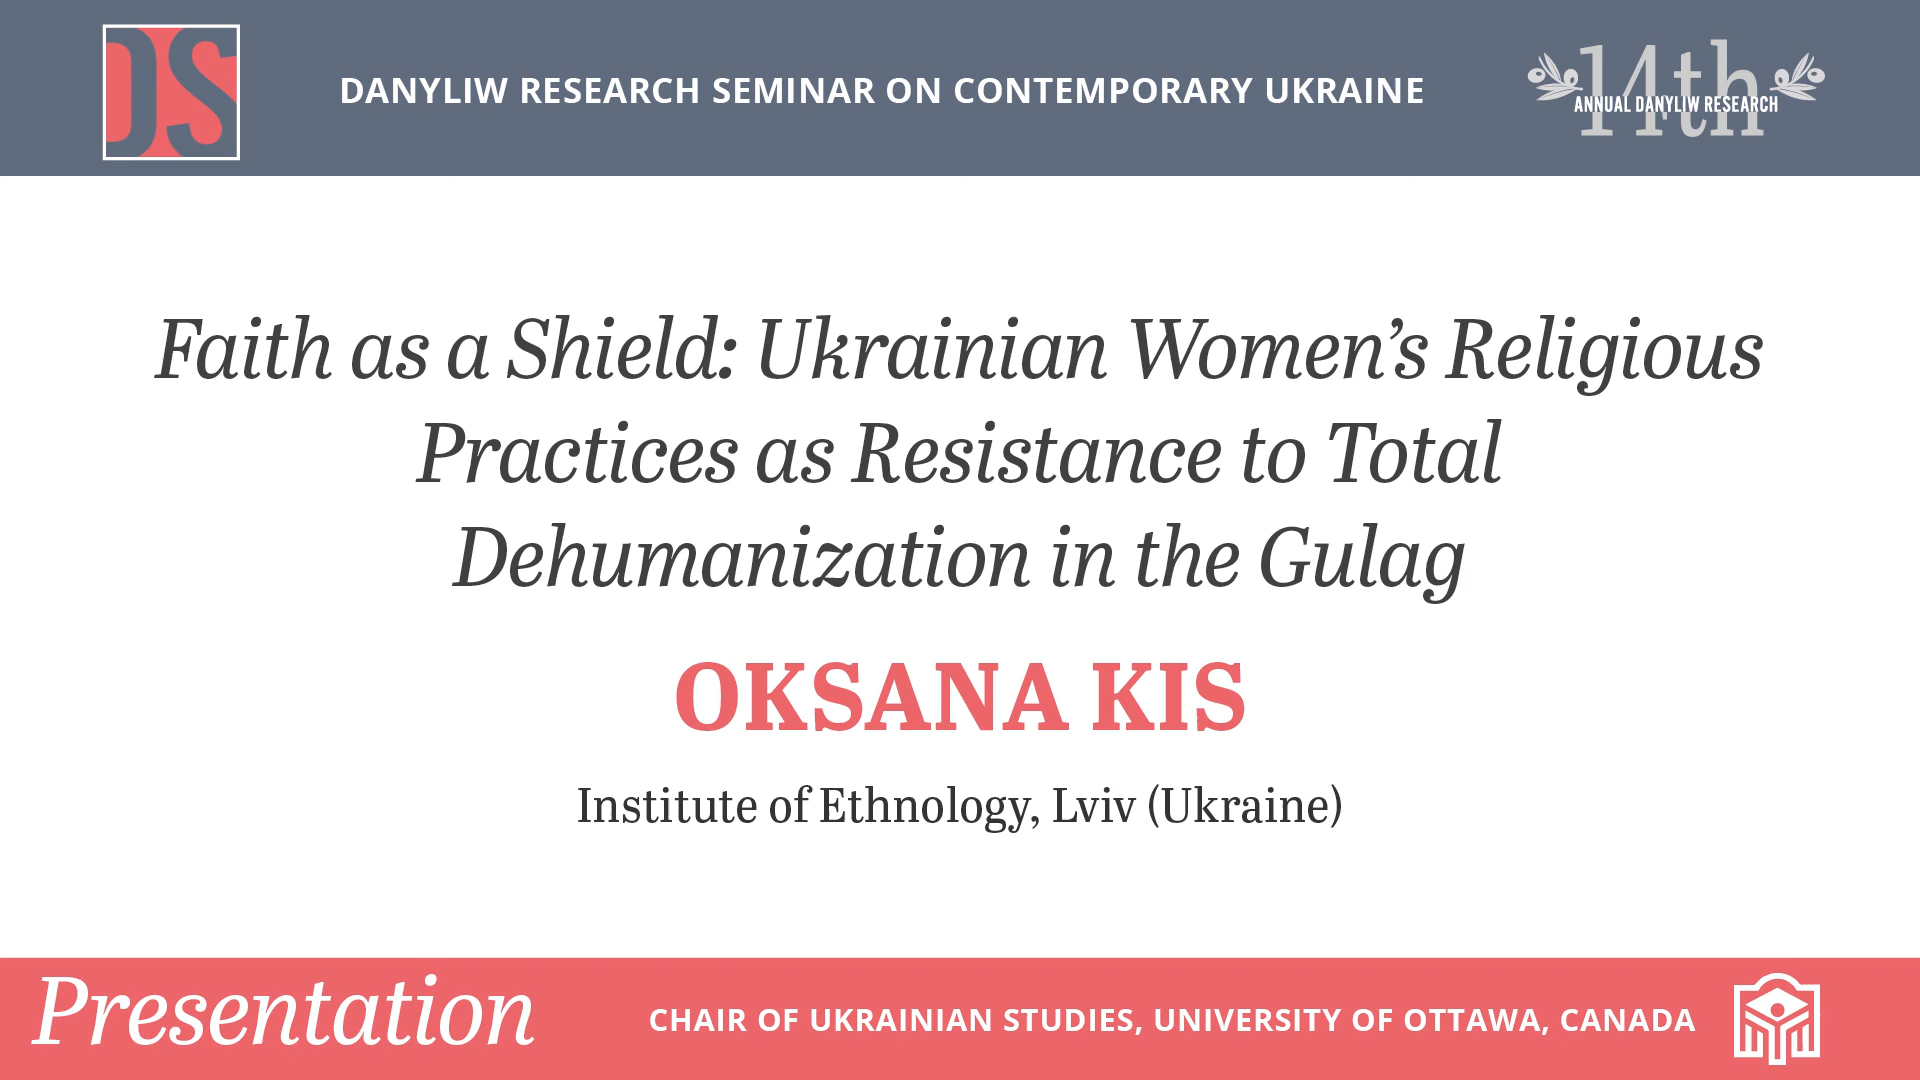 DS
DANYLIW RESEARCH SEMINAR ON CONTEMPORARY UKRAINE
14th
ANNUAL DANYLIW RESEARCH
Faith as a Shield: Ukrainian Women’s Religious
Practices as Resistance to Total
Dehumanization in the Gulag
OKSANA KIS
Institute of Ethnology, Lviv (Ukraine)
Presentation
CHAIR OF UKRAINIAN STUDIES, UNIVERSITY OF OTTAWA, CANADA